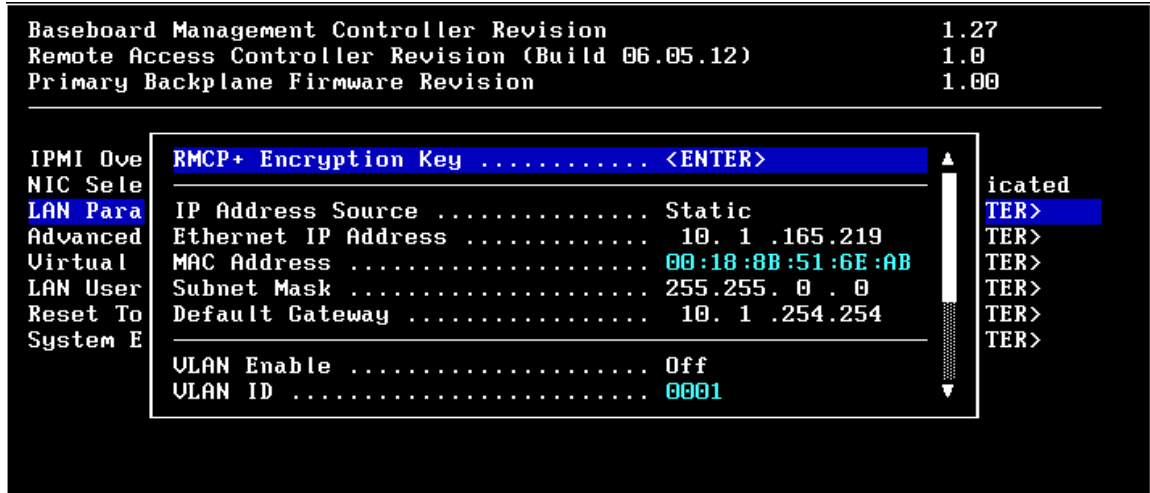 Baseboard Management Controller Revision 1.27
Remote Access Controller Revision (Build 06.05.12) 1.0
Primary Backplane Firmware Revision 1.00
IPMI Ove RMCP+ Encryption Key ............ <ENTER>
NIC Sele icated
LAN Para IP Address Source ............... Static TER>
Advanced Ethernet IP Address ............. 10. 1 .165.219 TER>
Virtual MAC Address ..................... 00:18:8B:51:6E:AB TER>
LAN User Subnet Mask ..................... 255.255. 0 . 0 TER>
Reset To Default Gateway ................. 10. 1 .254.254 TER>
System E TER>
VLAN Enable ..................... Off
VLAN ID ......................... 0001